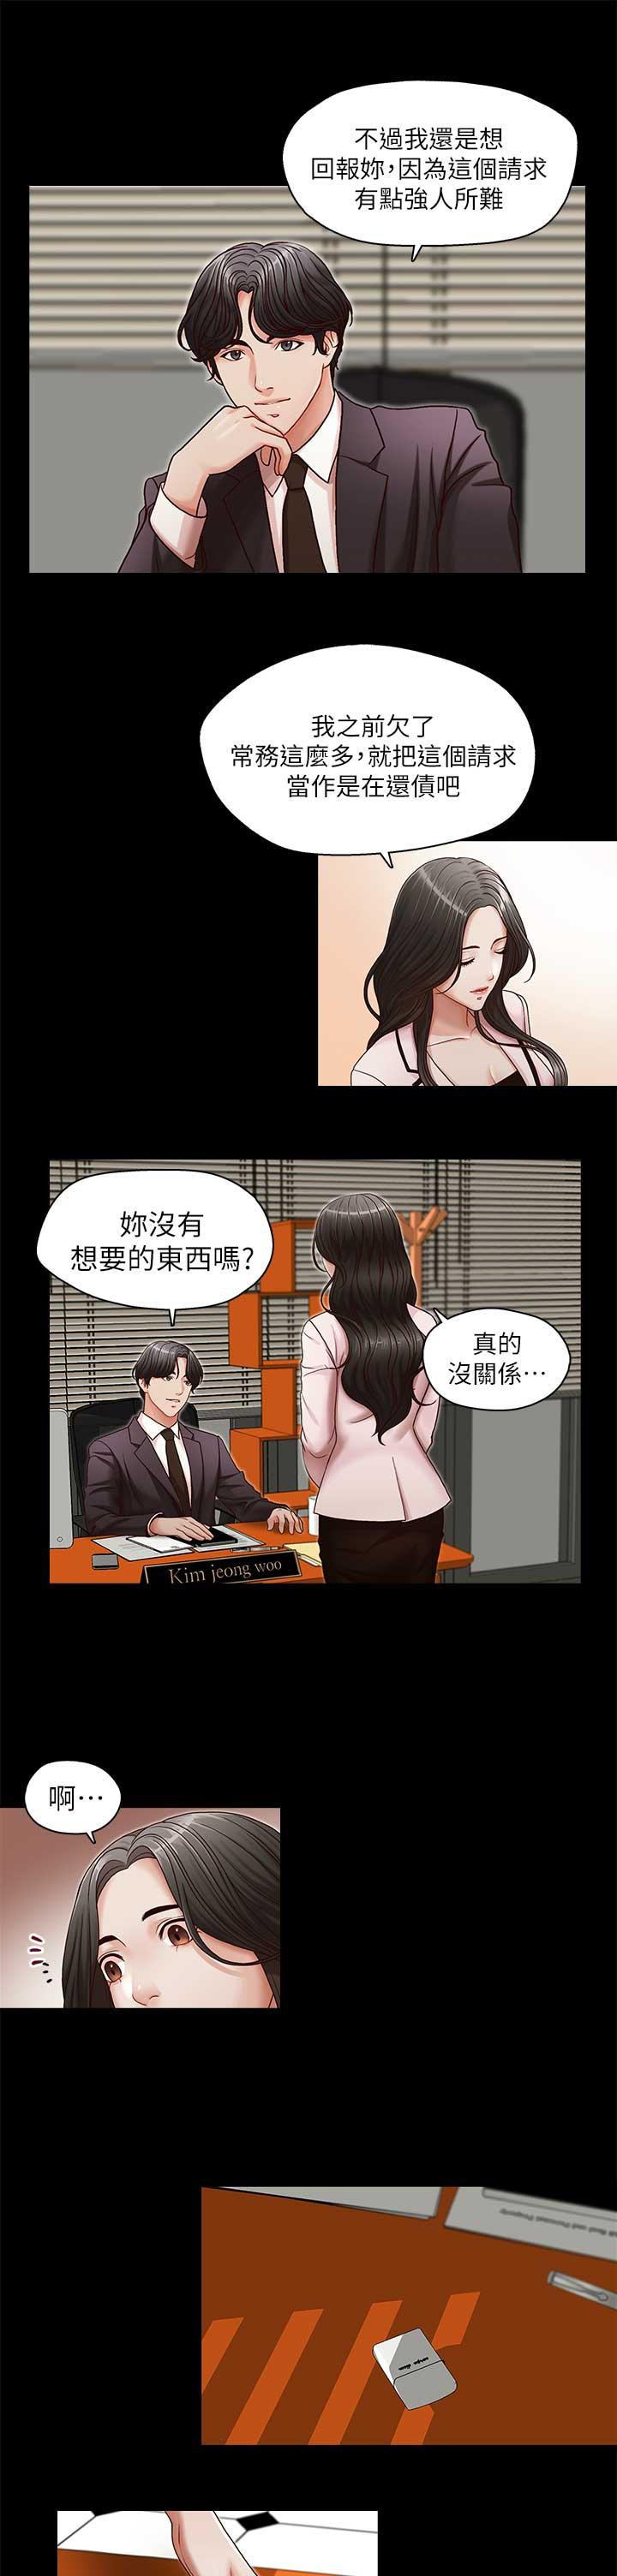 不過我還是想
回報妳，因為這個請求
有點強人所難
我之前欠了
常務這麼多，就把這個請求
當作是在還債吧
妳沒有
想要的東西嗎？
真的
沒關係…
Kim jeong woo
啊…